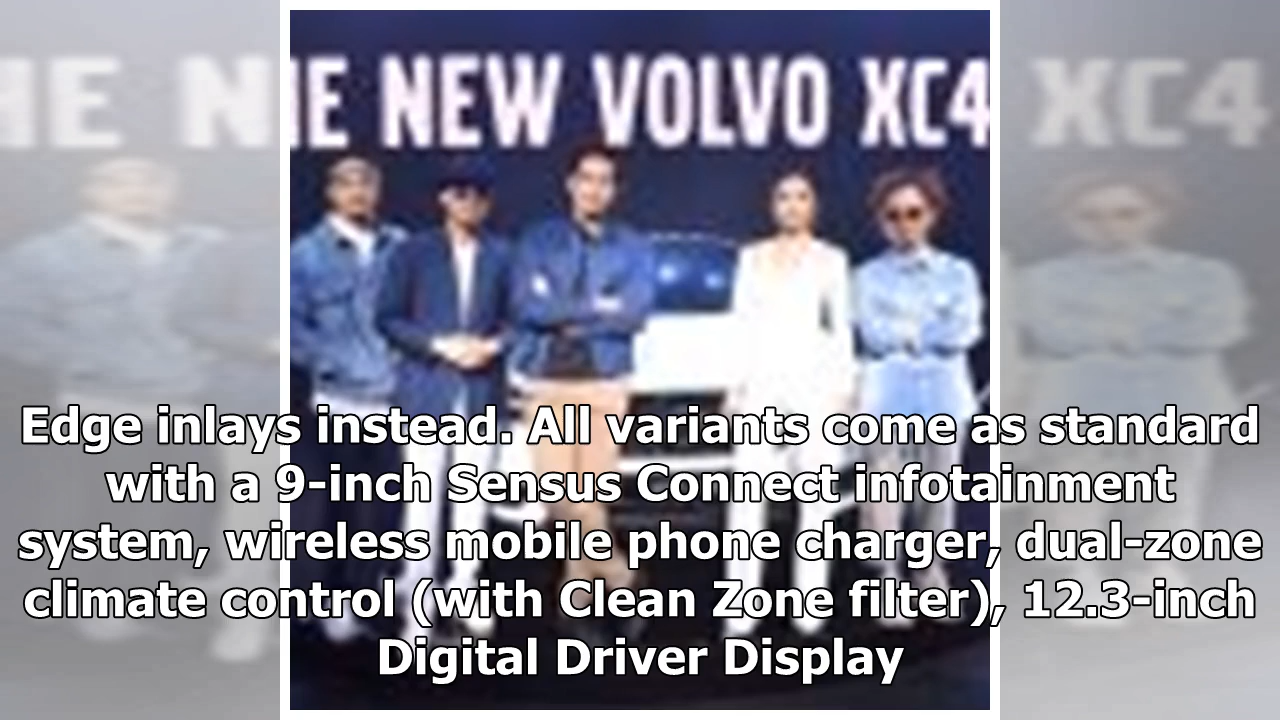 HE NEW VOLVO XC4
Edge inlays instead. All variants come as standard
with a 9-inch Sensus Connect infotainment
system, wireless mobile phone charger, dual-zone
climate control (with Clean Zone filter), 12.3-inch
Digital Driver Display